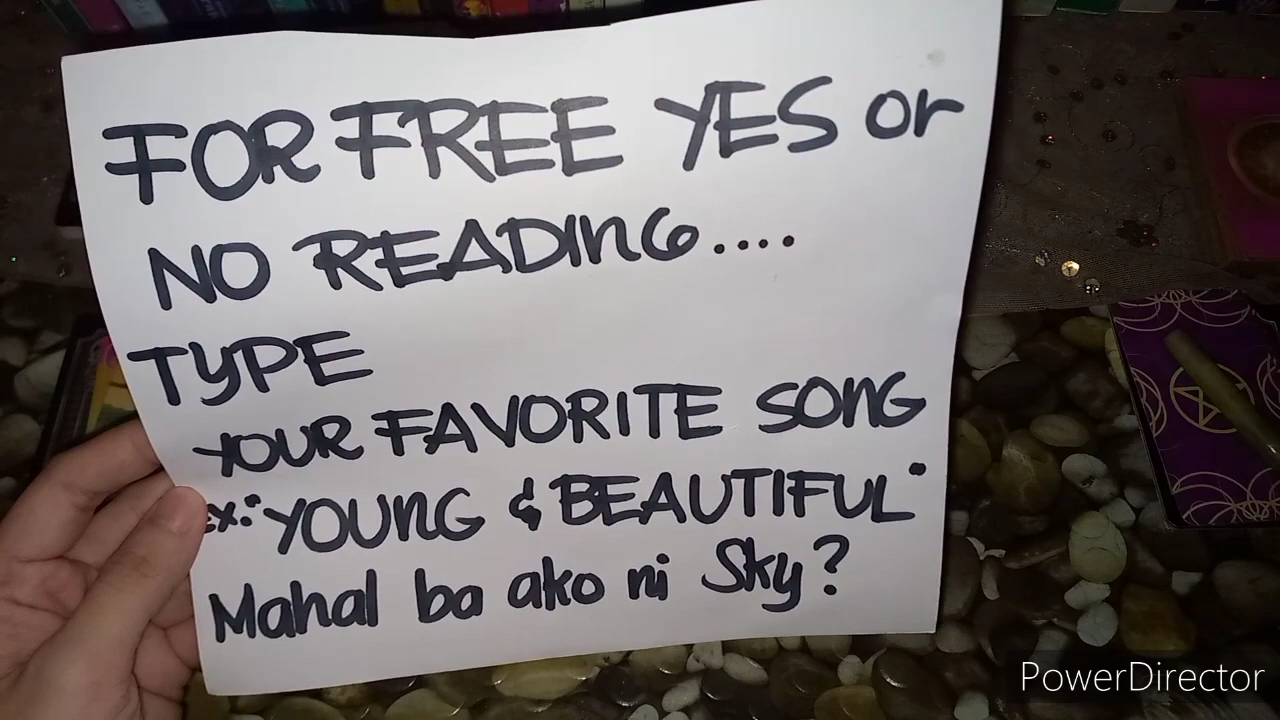 FOR FREE YES or
NO READING....
TYPE
YOUR FAVORITE SONG
EX: "YOUNG & BEAUTIFUL"
Mahal ba ako ni Sky?
PowerDirector